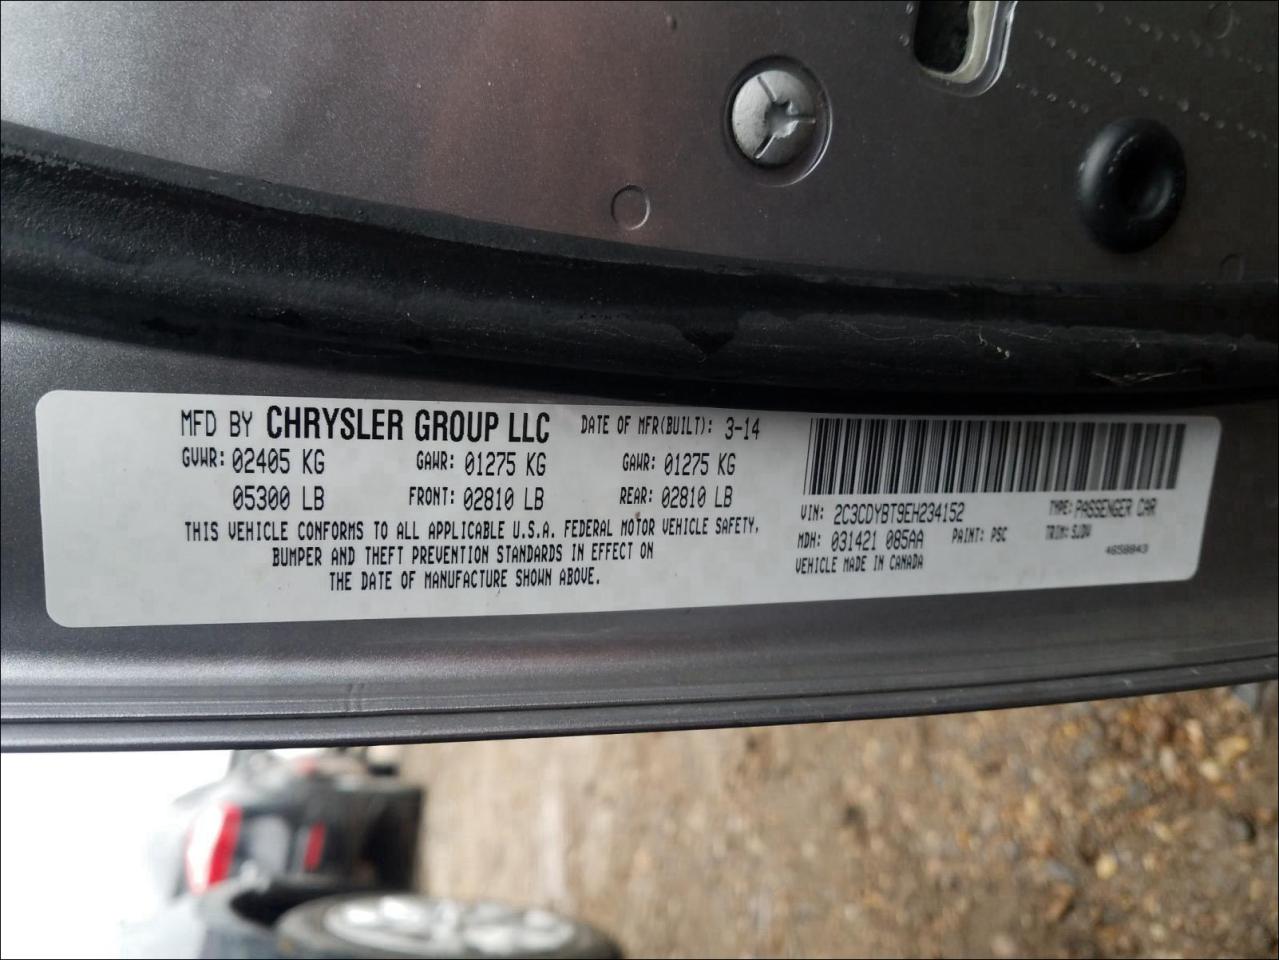 MFD BY CHRYSLER GROUP LLC DATE OF MFR(BUILT): 3-14
GVWR: 02405 KG GAWR: 01275 KG GAWR: 01275 KG
05300 LB FRONT: 02810 LB REAR: 02810 LB
THIS VEHICLE CONFORMS TO ALL APPLICABLE U.S.A. FEDERAL MOTOR VEHICLE SAFETY,
BUMPER AND THEFT PREVENTION STANDARDS IN EFFECT ON
THE DATE OF MANUFACTURE SHOWN ABOVE.
VIN: 2C3CDYBT9EH234152 TYPE: PASSENGER CAR
MDH: 031421 085AA PAINT: PSC TRIM:
VEHICLE MADE IN CANADA